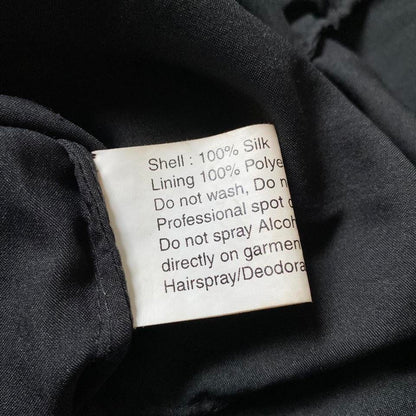 Shell : 100% Silk
Lining 100% Polye
Do not wash, Do n
Professional spot
Do not spray Alcoh
directly on garmen
Hairspray/Deodora